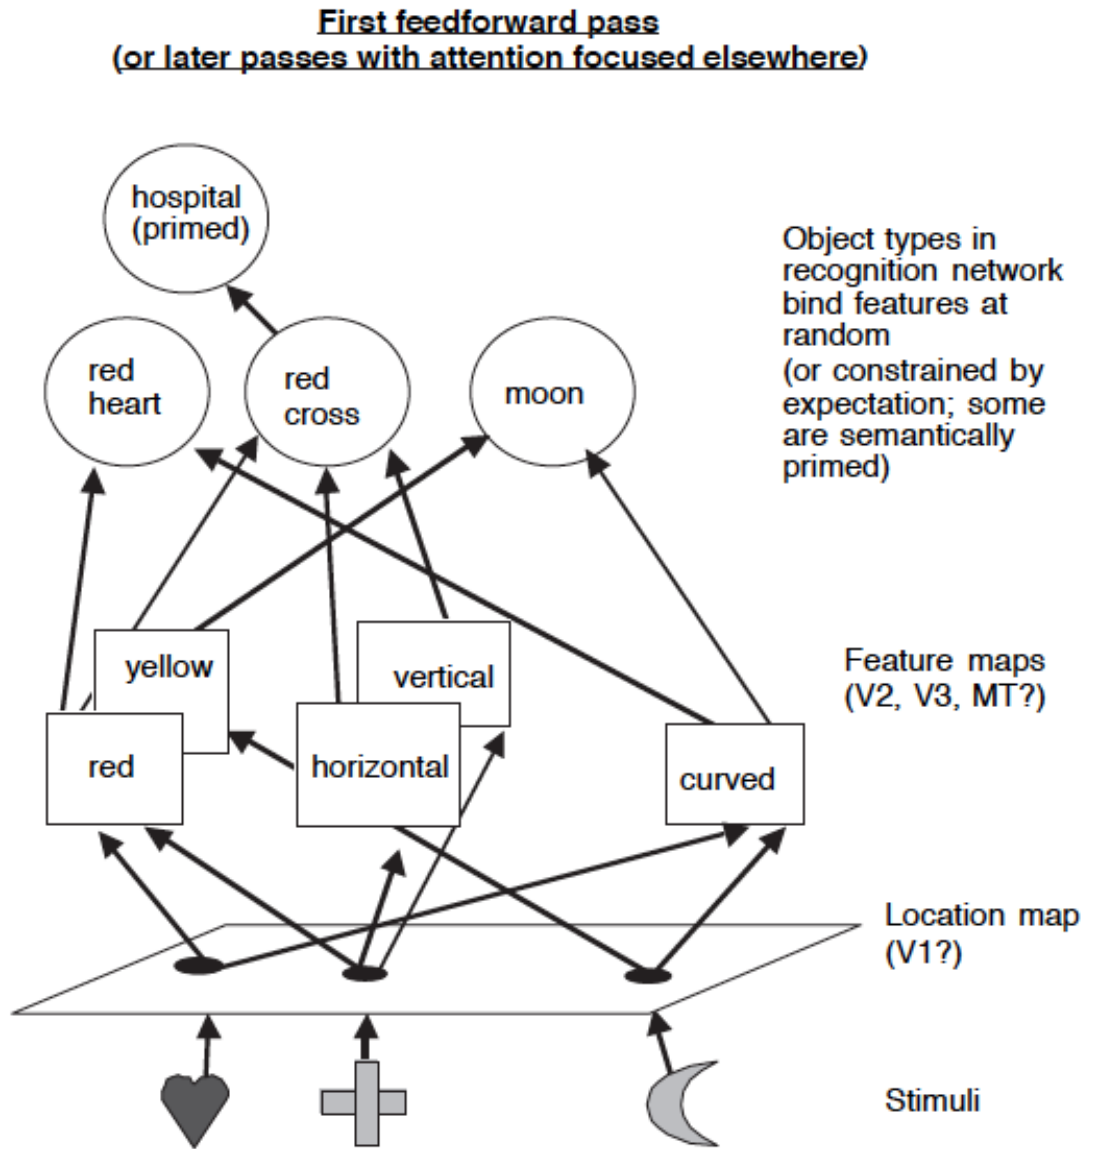 First feedforward pass
(or later passes with attention focused elsewhere)
hospital
(primed)
Object types in
recognition network
bind features at
random
(or constrained by
expectation; some
are semantically
primed)
red
heart
red
cross
moon
yellow
vertical
Feature maps
(V2, V3, MT?)
red
horizontal
curved
Location map
(V1?)
Stimuli